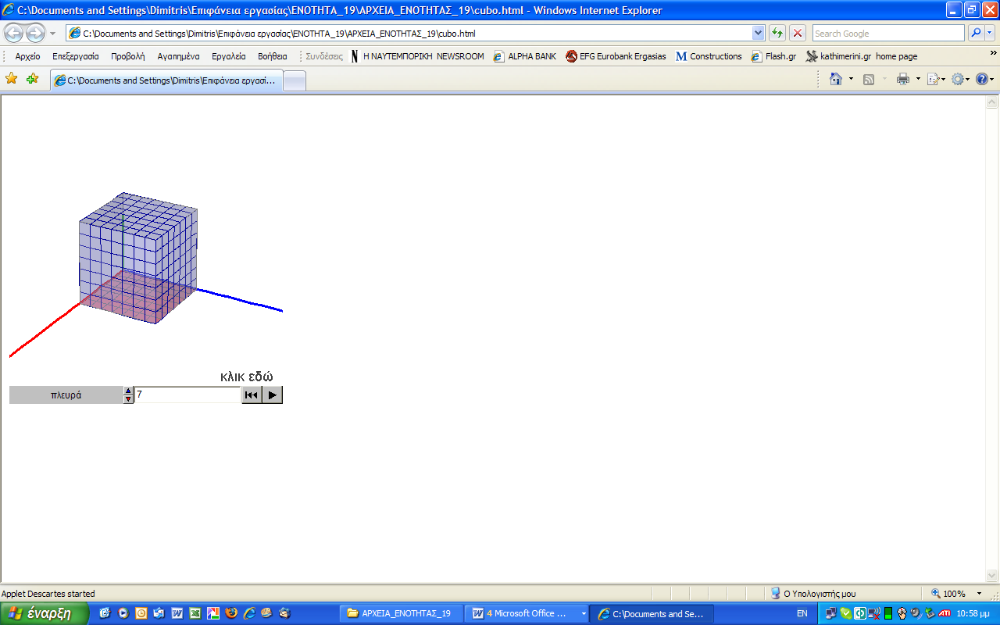 C:\Documents and Settings\Dimitris\Επιφάνεια εργασίας\ΕΝΟΤΗΤΑ_19\ΑΡΧΕΙΑ_ΕΝΟΤΗΤΑΣ_19\cubo.html - Windows Internet Explorer
C:\Documents and Settings\Dimitris\Επιφάνεια εργασίας\ΕΝΟΤΗΤΑ_19\ΑΡΧΕΙΑ_ΕΝΟΤΗΤΑΣ_19\cubo.html Search Google
Αρχείο Επεξεργασία Προβολή Αγαπημένα Εργαλεία Βοήθεια Συνδέσεις N Η ΝΑΥΤΕΜΠΟΡΙΚΗ NEWSROOM ALPHA BANK EFG Eurobank Ergasias M Constructions Flash.gr kathimerini.gr home page »
C:\Documents and Settings\Dimitris\Επιφάνεια εργασί...
κλικ εδώ
πλευρά 7
Applet Descartes started Ο Υπολογιστής μου 100%
έναρξη ΑΡΧΕΙΑ_ΕΝΟΤΗΤΑΣ_19 4 Microsoft Office ... C:\Documents and Se... EN ATI 10:58 μμ